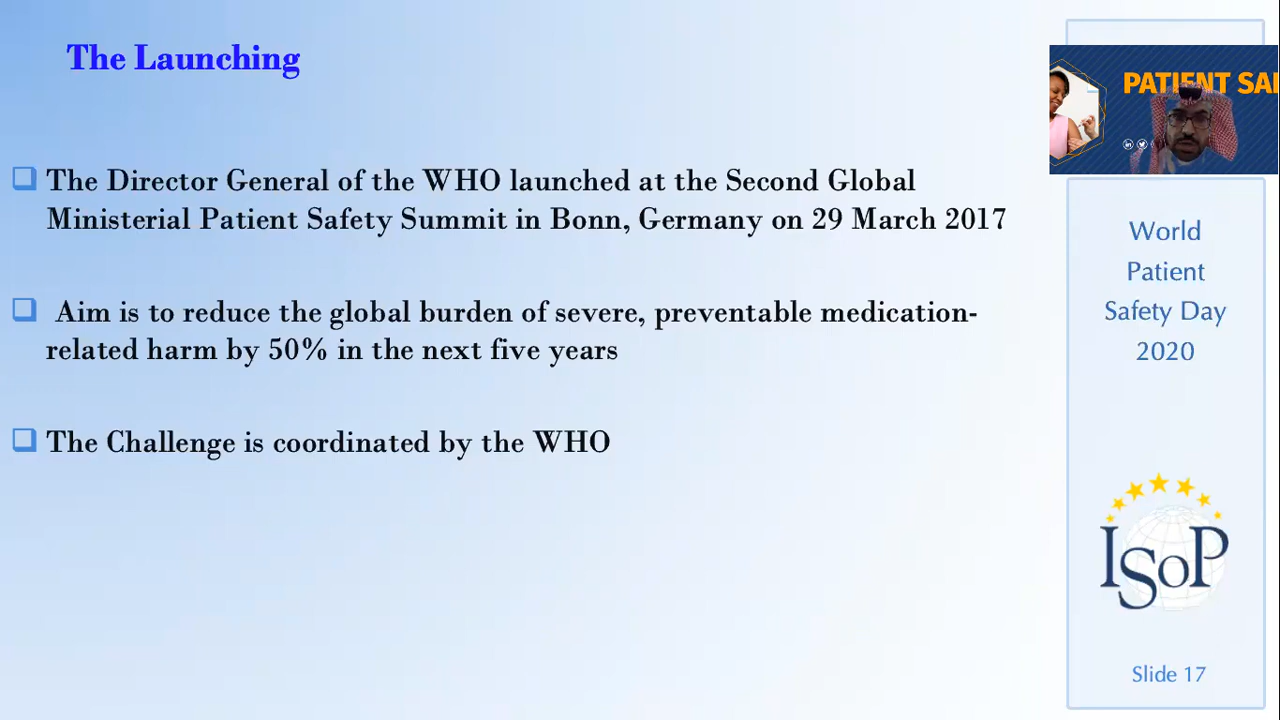 The Launching
The Director General of the WHO launched at the Second Global
Ministerial Patient Safety Summit in Bonn, Germany on 29 March 2017
Aim is to reduce the global burden of severe, preventable medication-
related harm by 50% in the next five years
The Challenge is coordinated by the WHO
PATIENT SAF
World
Patient
Safety Day
2020
ISoP
Slide 17